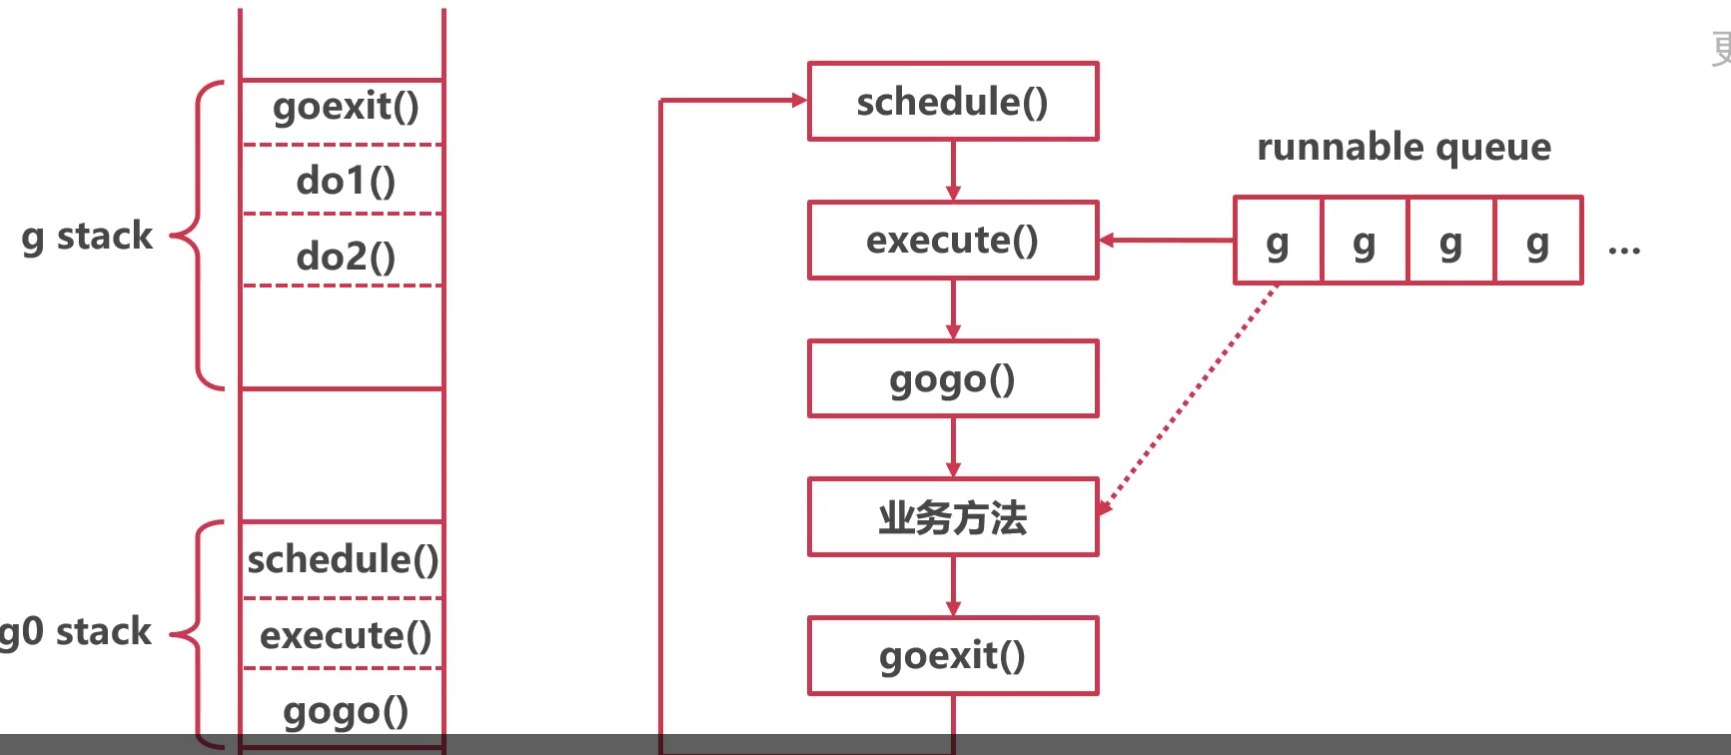 goexit()
do1()
g stack
do2()
schedule()
g0 stack
execute()
gogo()
schedule()
execute()
gogo()
业务方法
goexit()
runnable queue
g g g g ...
更